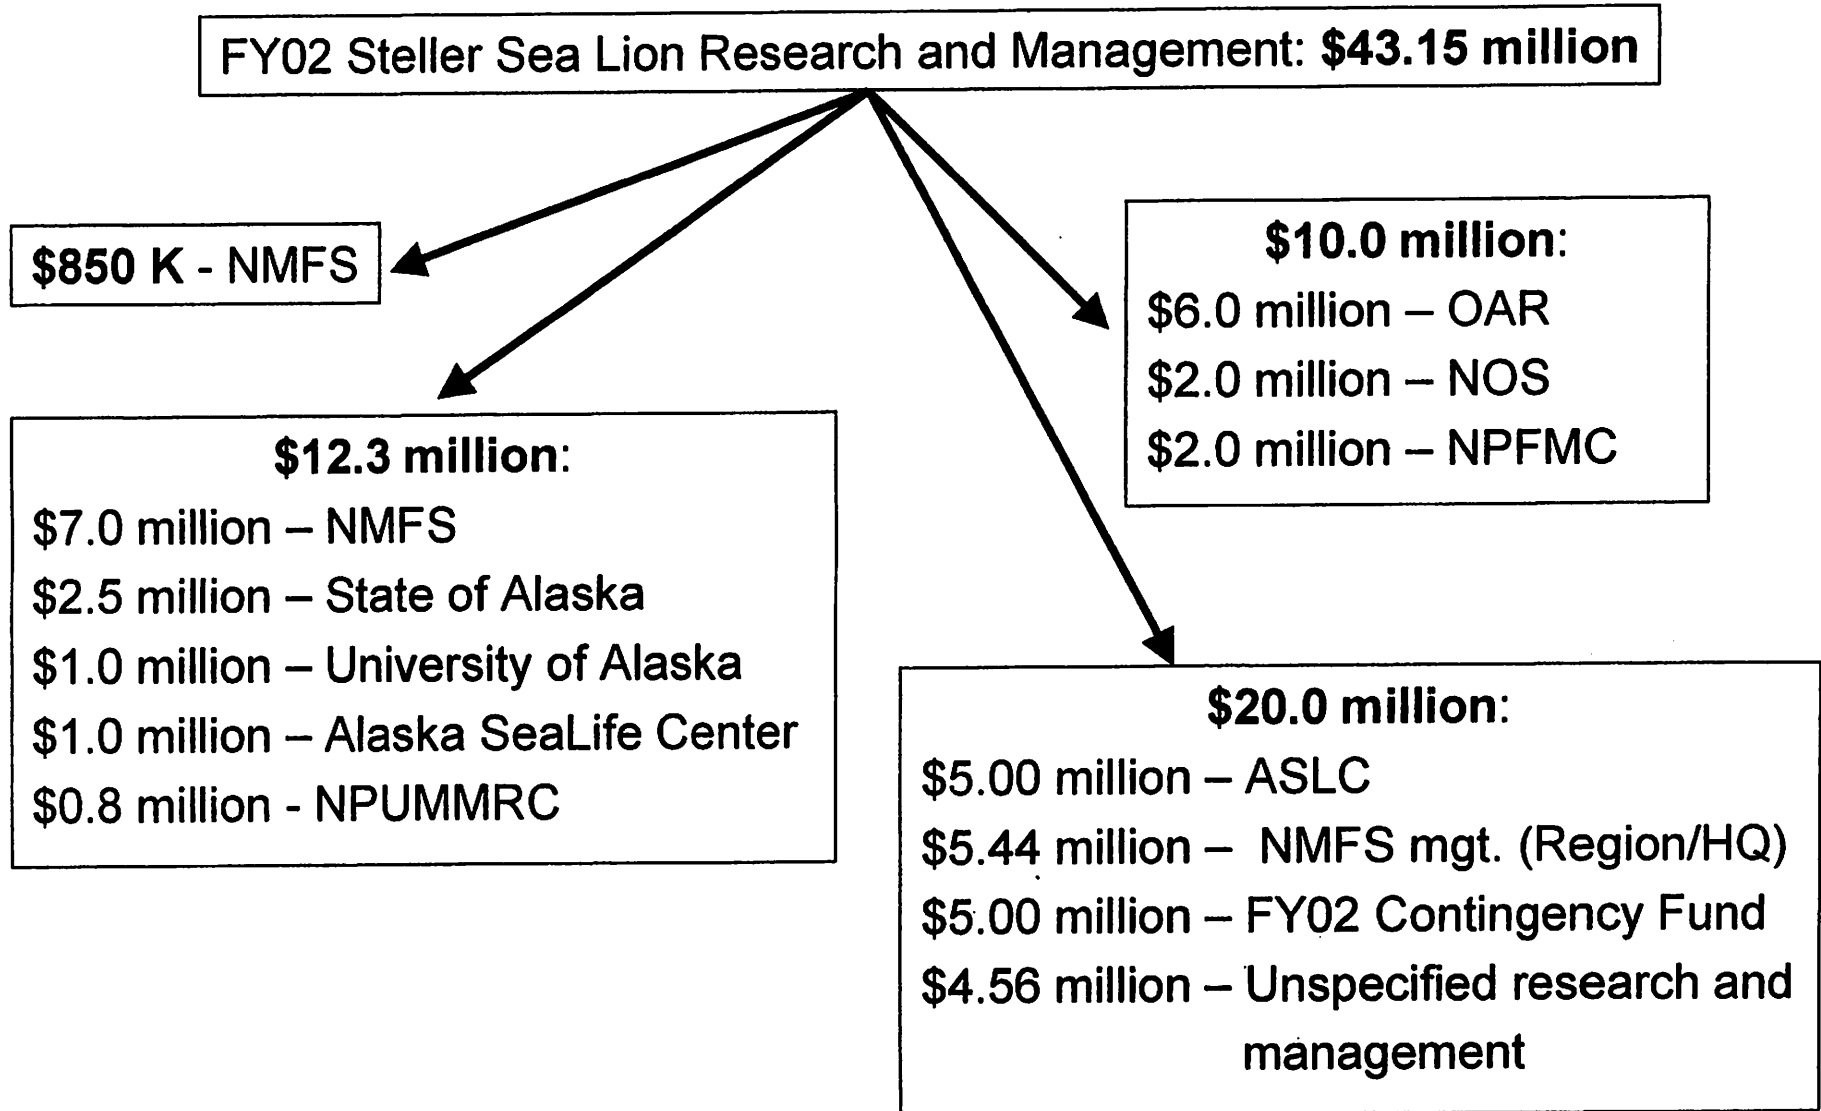 FY02 Steller Sea Lion Research and Management: $43.15 million
$850 K - NMFS
$10.0 million:
$6.0 million – OAR
$2.0 million – NOS
$2.0 million – NPFMC
$12.3 million:
$7.0 million – NMFS
$2.5 million – State of Alaska
$1.0 million – University of Alaska
$1.0 million – Alaska SeaLife Center
$0.8 million - NPUMMRC
$20.0 million:
$5.00 million – ASLC
$5.44 million – NMFS mgt. (Region/HQ)
$5.00 million – FY02 Contingency Fund
$4.56 million – Unspecified research and
management